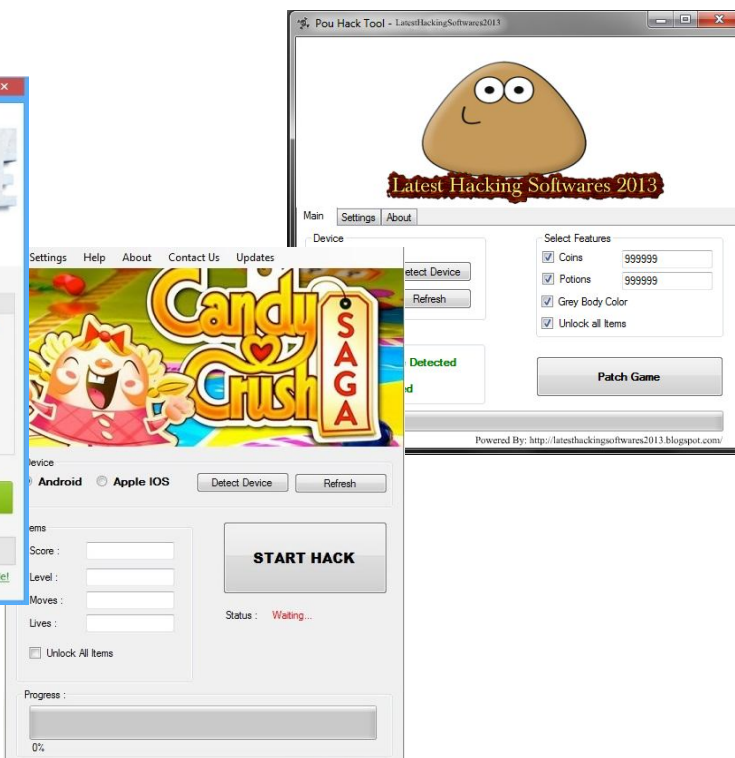 Pou Hack Tool - LatestHackingSoftwares2013
Latest Hacking Softwares 2013
Main Settings About
Device
Detect Device
Refresh
Detected
Select Features
Coins 999999
Potions 999999
Grey Body Color
Unlock all Items
Patch Game
Powered By: http://latesthackingsoftwares2013.blogspot.com/
Settings Help About Contact Us Updates
Candy
Crush
SAGA
Device
Android Apple IOS Detect Device Refresh
Items
Score :
Level :
Moves :
Lives :
Unlock All Items
START HACK
Status : Waiting...
Progress :
0%